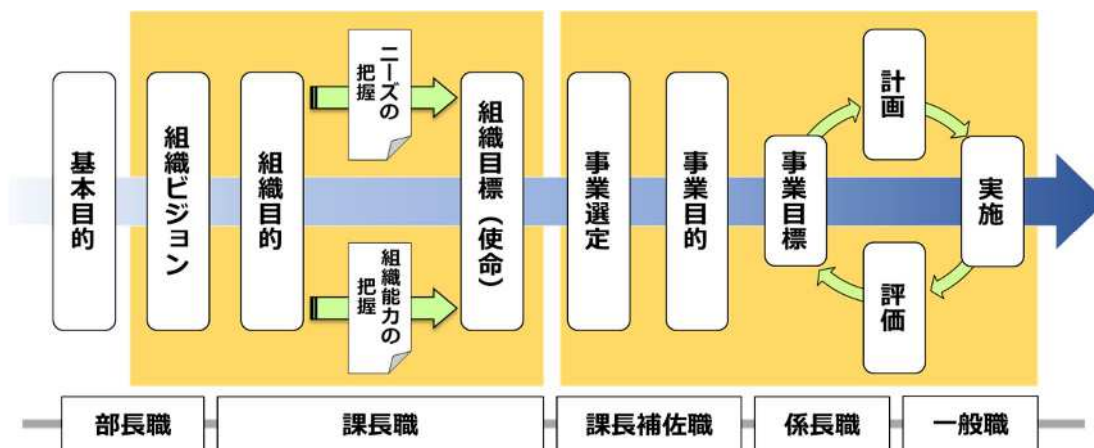 基本目的
組織ビジョン
組織目的
ニーズの
把握
組織能力の
把握
組織目標（使命）
事業選定
事業目的
事業目標
計画
実施
評価
部長職
課長職
課長補佐職
係長職
一般職